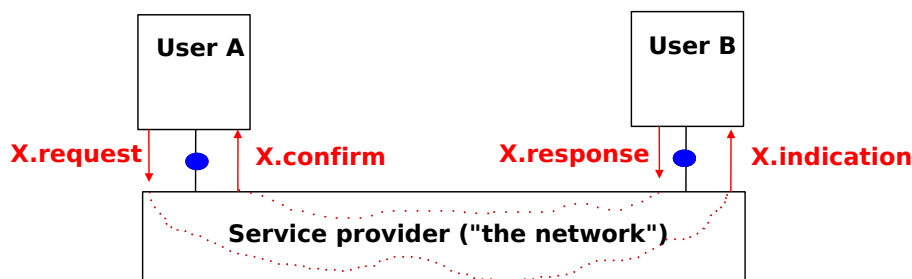 User A
User B
X.request
X.confirm
X.response
X.indication
Service provider ("the network")